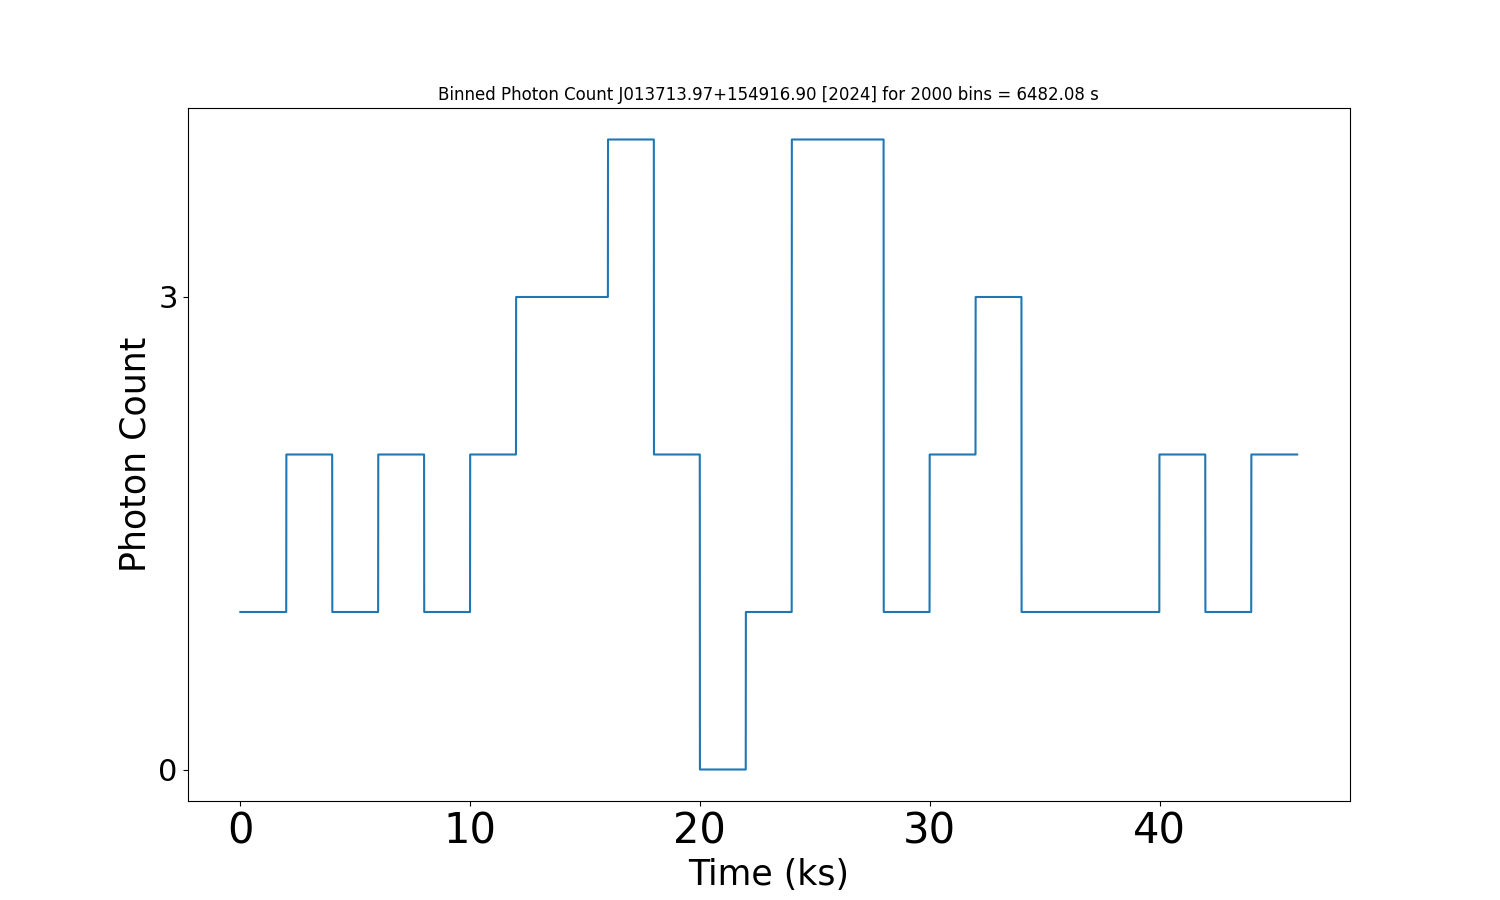 Binned Photon Count J013713.97+154916.90 [2024] for 2000 bins = 6482.08 s
3
Photon Count
0
0 10 20 30 40
Time (ks)